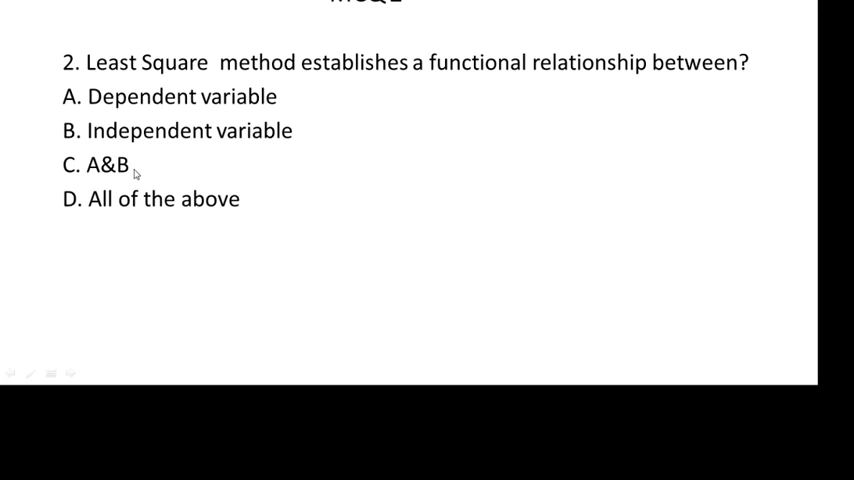 2. Least Square method establishes a functional relationship between?
A. Dependent variable
B. Independent variable
C. A&B
D. All of the above